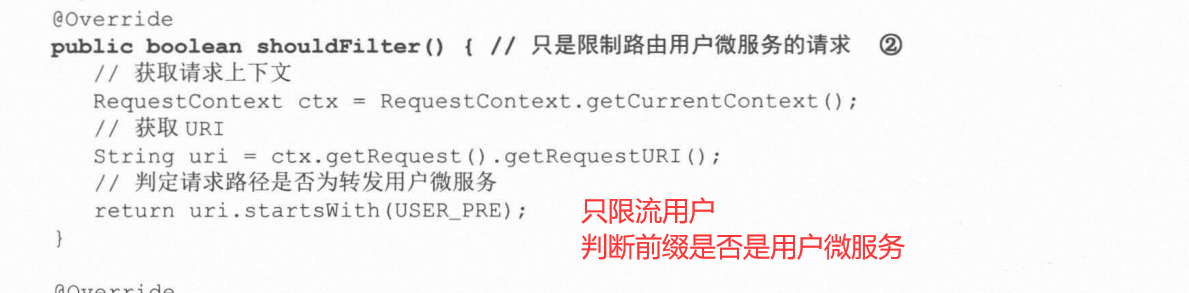 @Override
public boolean shouldFilter() { // 只是限制路由用户微服务的请求 ②
// 获取请求上下文
RequestContext ctx = RequestContext.getCurrentContext();
// 获取 URI
String uri = ctx.getRequest().getRequestURI();
// 判定请求路径是否为转发用户微服务
return uri.startsWith(USER_PRE);
只限流用户
判断前缀是否是用户微服务
}
@Override